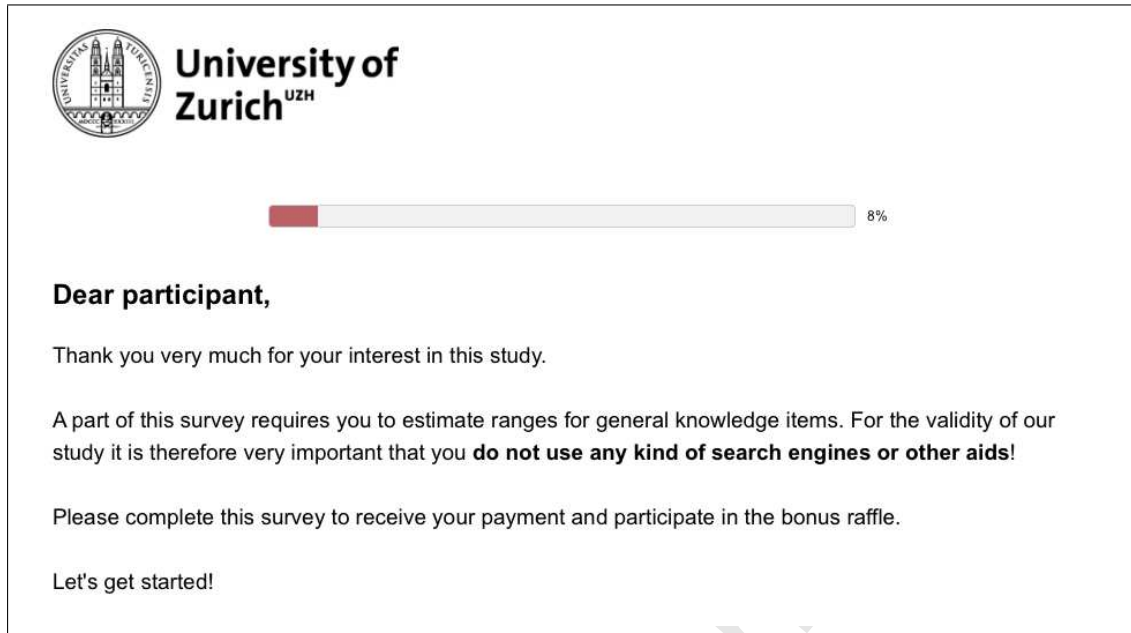 University of
Zurich UZH
8%
Dear participant,
Thank you very much for your interest in this study.
A part of this survey requires you to estimate ranges for general knowledge items. For the validity of our
study it is therefore very important that you do not use any kind of search engines or other aids!
Please complete this survey to receive your payment and participate in the bonus raffle.
Let's get started!